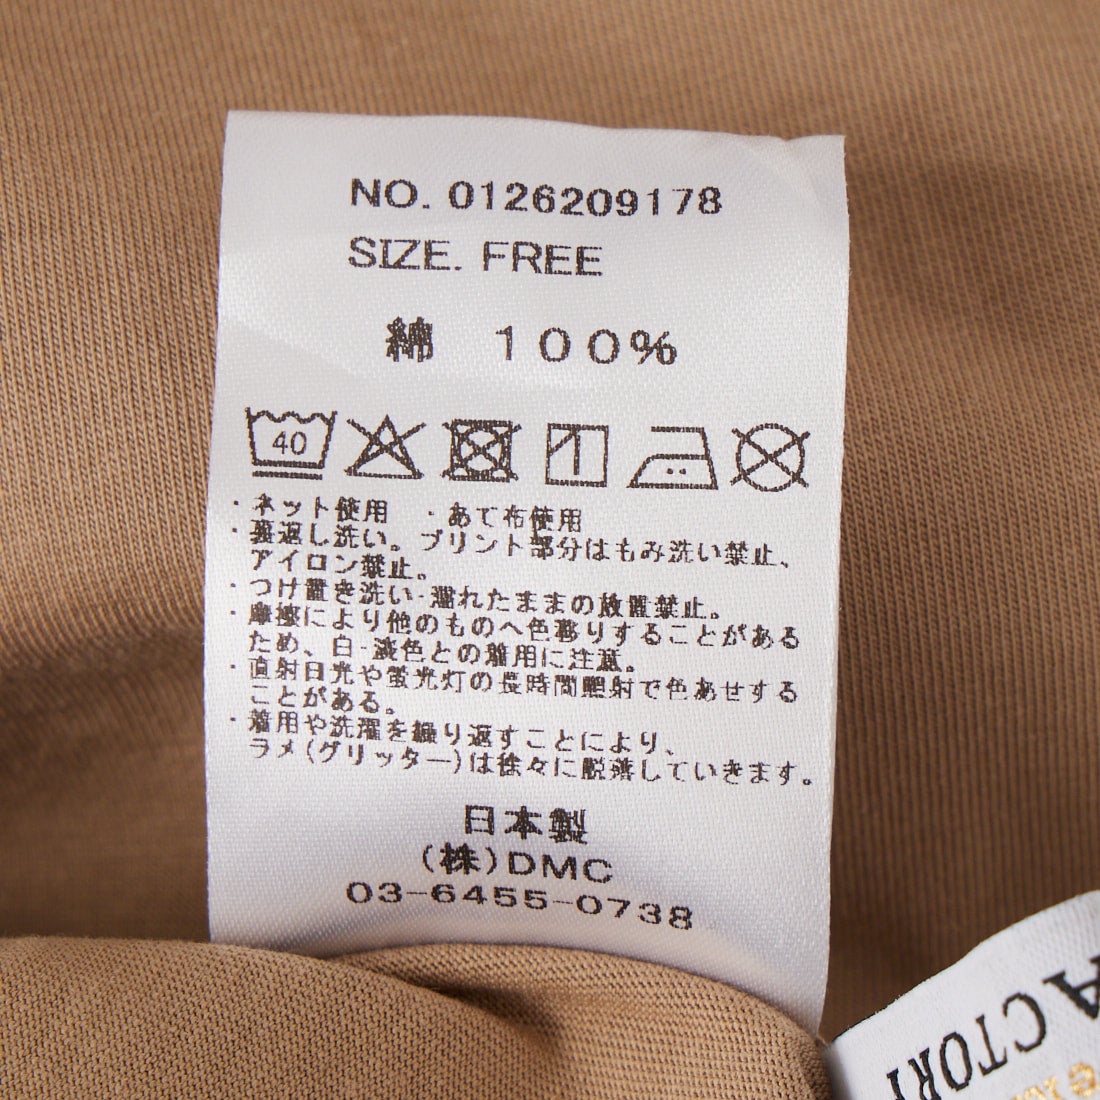 NO. 0126209178
SIZE. FREE
綿 100%
40
・ネット使用 ・あて布使用
・裏返し洗い。プリント部分はもみ洗い禁止、
アイロン禁止。
・つけ置き洗い・濡れたままの放置禁止。
・摩擦により他のものへ色移りすることがある
ため、白・淡色との着用に注意。
・直射日光や蛍光灯の長時間照射で色あせする
ことがある。
・着用や洗濯を繰り返すことにより、
ラメ(グリッター)は徐々に脱落していきます。
日本製
(株)DMC
03-6455-0738
A CTORY